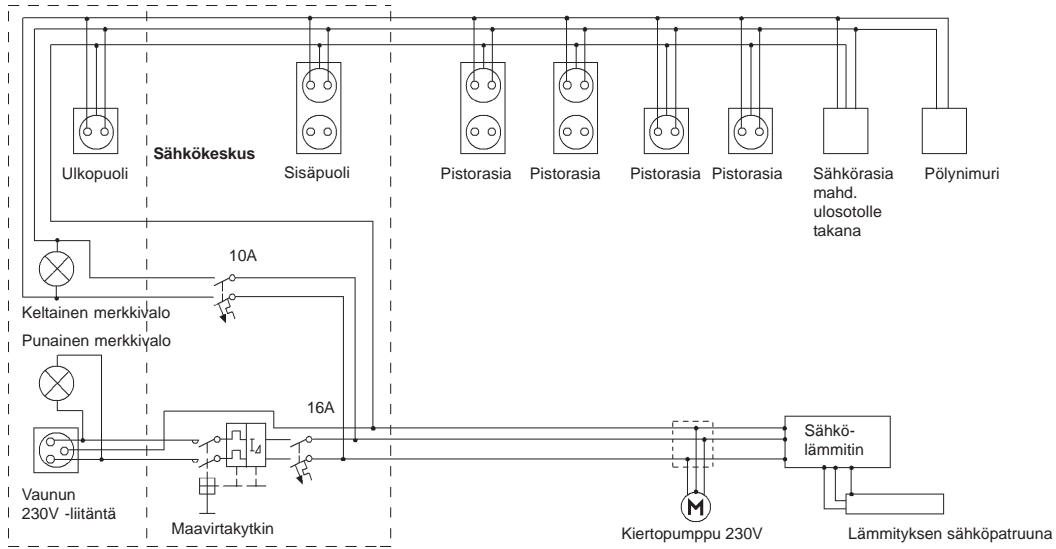 Ulkopuoli
Sähkökeskus
Sisäpuoli
Pistorasia
Pistorasia
Pistorasia
Pistorasia
Sähkörasia
mahd.
ulosotolle
takana
Pölynimuri
10A
Keltainen merkkivalo
Punainen merkkivalo
16A
I⊿
Sähkö-
lämmitin
M
Vaunun
230V -liitäntä
Maavirtakytkin
Kiertopumppu 230V
Lämmityksen sähköpatruuna